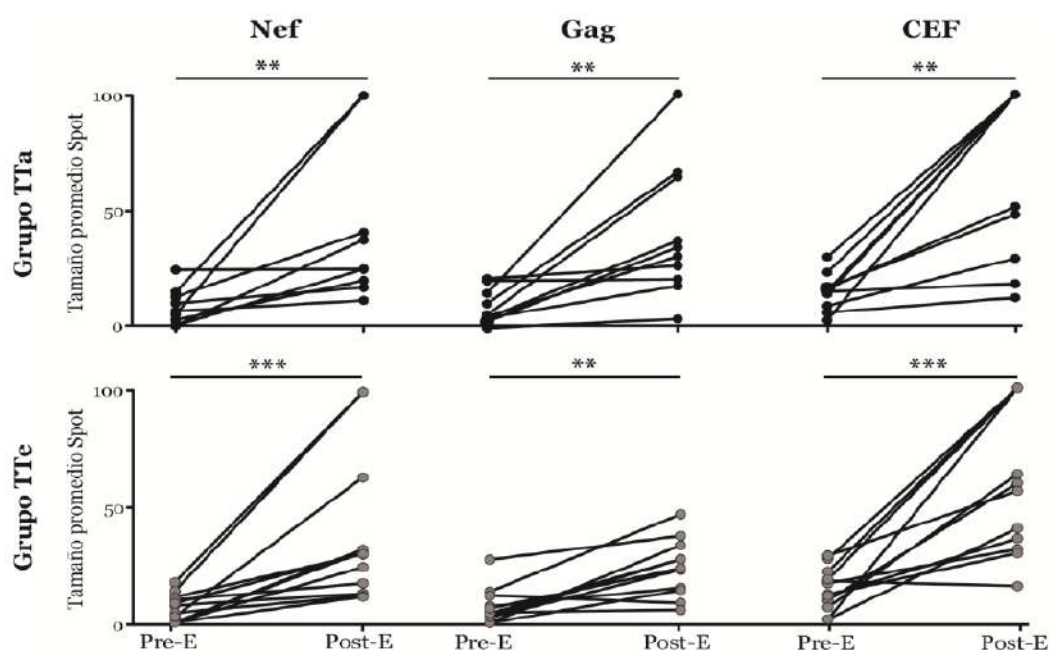 Nef Gag CEF
** ** **
Grupo TTa
Tamaño promedio Spot
100
50
0
*** ** ***
Grupo TTe
Tamaño promedio Spot
100
50
0
Pre-E Post-E Pre-E Post-E Pre-E Post-E